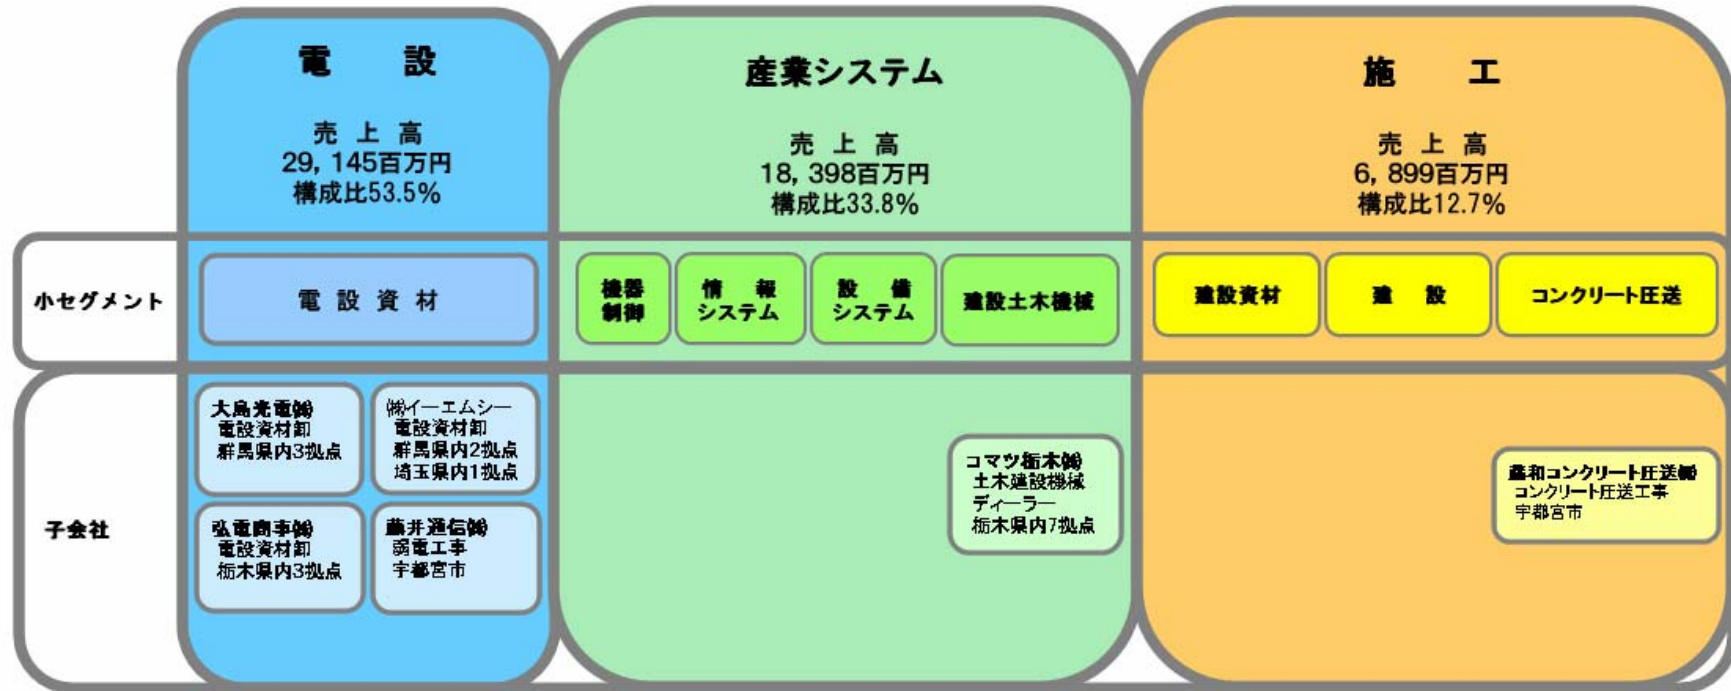 電設
売上高
29,145百万円
構成比53.5%
産業システム
売上高
18,398百万円
構成比33.8%
施工
売上高
6,899百万円
構成比12.7%
小セグメント
電設資材
機器
制御
情報
システム
設備
システム
建設土木機械
建設資材
建設
コンクリート圧送
子会社
大島光電㈱
電設資材卸
群馬県内3拠点
㈱イーエムシー
電設資材卸
群馬県内2拠点
埼玉県内1拠点
弘電商事㈱
電設資材卸
栃木県内3拠点
藤井通信㈱
弱電工事
宇都宮市
コマツ栃木㈱
土木建設機械
ディーラー
栃木県内7拠点
藤和コンクリート圧送㈱
コンクリート圧送工事
宇都宮市